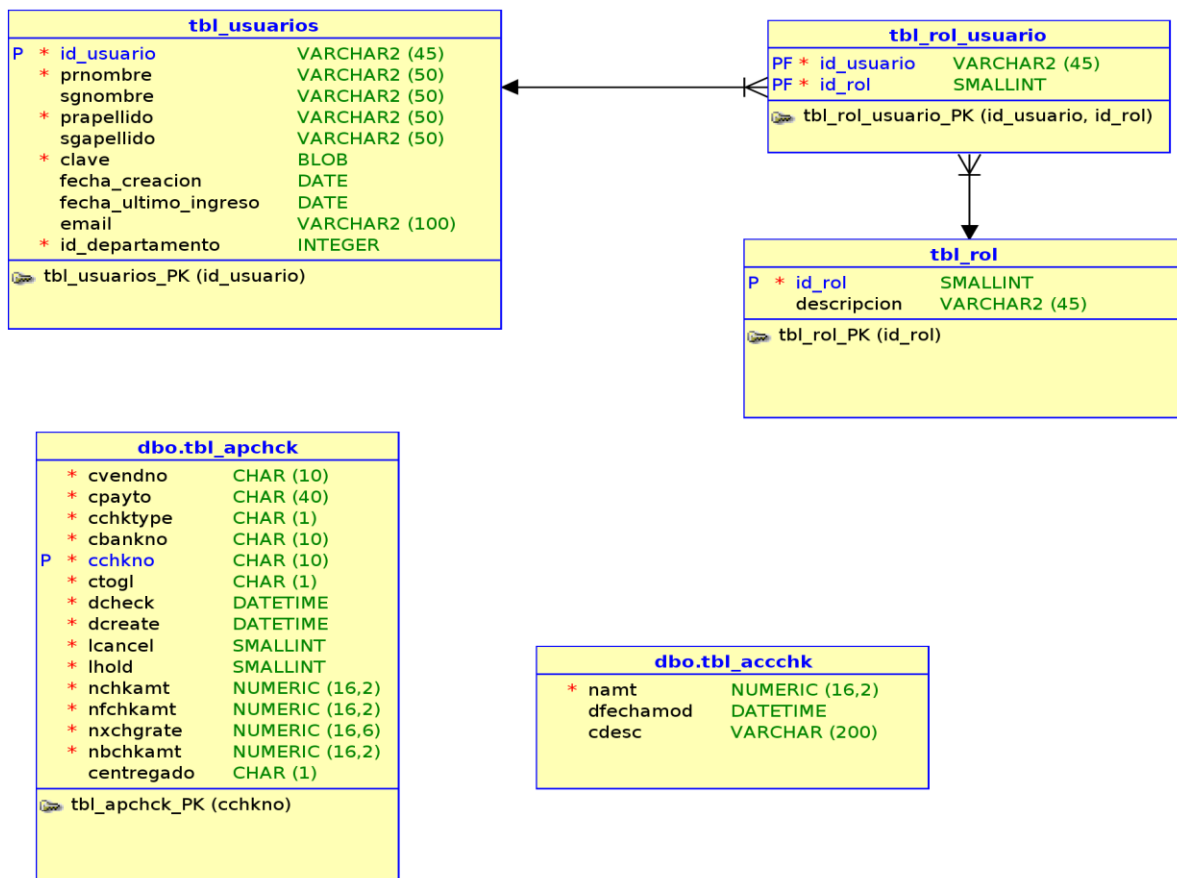 tbl_usuarios
P * id_usuario VARCHAR2 (45)
* prnombre VARCHAR2 (50)
sgnombre VARCHAR2 (50)
* prapellido VARCHAR2 (50)
sgapellido VARCHAR2 (50)
* clave BLOB
fecha_creacion DATE
fecha_ultimo_ingreso DATE
email VARCHAR2 (100)
* id_departamento INTEGER
tbl_usuarios_PK (id_usuario)
tbl_rol_usuario
PF * id_usuario VARCHAR2 (45)
PF * id_rol SMALLINT
tbl_rol_usuario_PK (id_usuario, id_rol)
tbl_rol
P * id_rol SMALLINT
descripcion VARCHAR2 (45)
tbl_rol_PK (id_rol)
dbo.tbl_apchck
* cvendno CHAR (10)
* cpayto CHAR (40)
* cchktype CHAR (1)
* cbankno CHAR (10)
P * cchkno CHAR (10)
* ctogl CHAR (1)
* dcheck DATETIME
* dcreate DATETIME
* lcancel SMALLINT
* lhold SMALLINT
* nchkamt NUMERIC (16,2)
* nfchkamt NUMERIC (16,2)
* nxchgrate NUMERIC (16,6)
* nbchkamt NUMERIC (16,2)
centregado CHAR (1)
tbl_apchck_PK (cchkno)
dbo.tbl_accchk
* namt NUMERIC (16,2)
dfechamod DATETIME
cdesc VARCHAR (200)